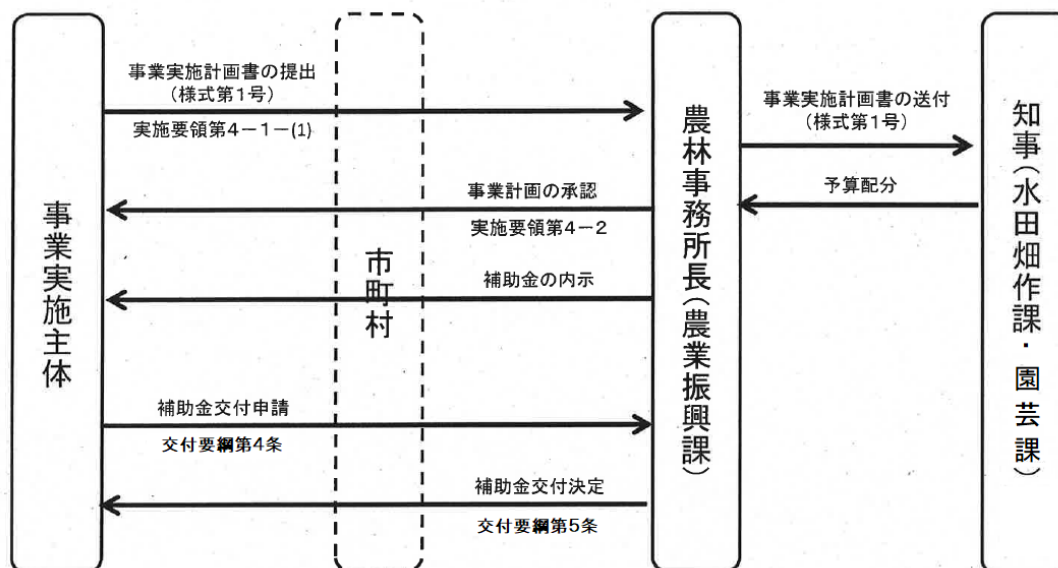 事業実施主体
事業実施計画書の提出
(様式第1号)
実施要領第4-1-(1)
事業計画の承認
実施要領第4-2
補助金の内示
補助金交付申請
交付要綱第4条
補助金交付決定
交付要綱第5条
市町村
農林事務所長(農業振興課)
事業実施計画書の送付
(様式第1号)
予算配分
知事(水田畑作課・園芸課)